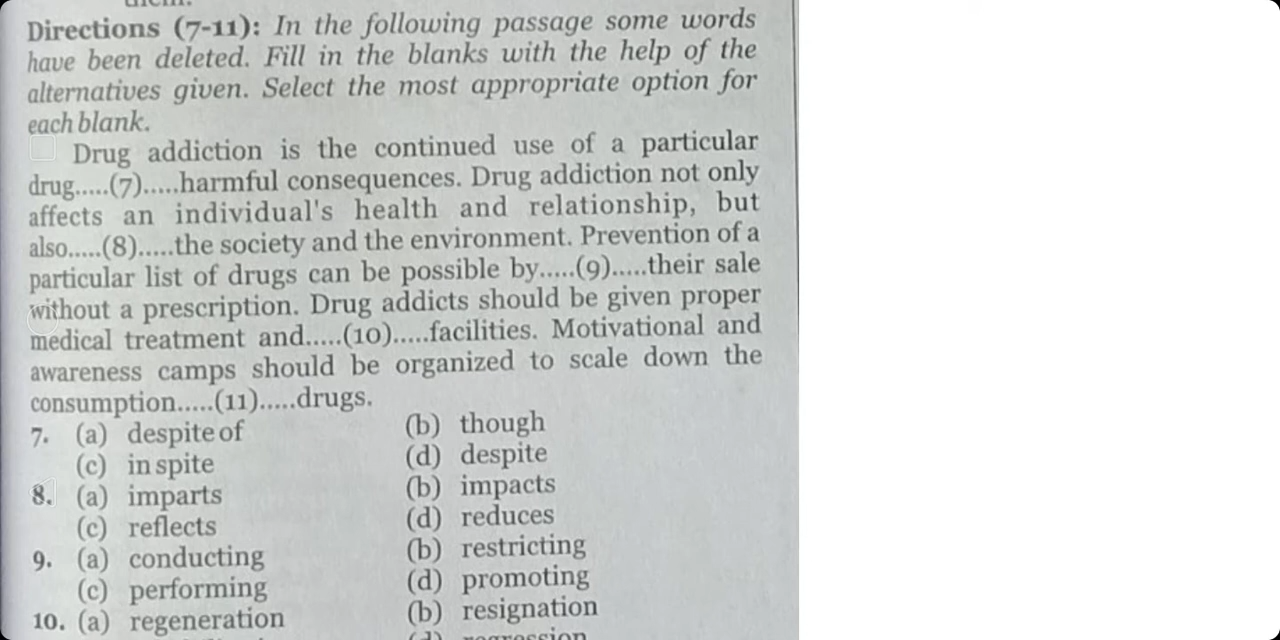 them.
Directions (7-11): In the following passage some words
have been deleted. Fill in the blanks with the help of the
alternatives given. Select the most appropriate option for
each blank.
Drug addiction is the continued use of a particular
drug.....(7).....harmful consequences. Drug addiction not only
affects an individual's health and relationship, but
also.....(8).....the society and the environment. Prevention of a
particular list of drugs can be possible by.....(9).....their sale
without a prescription. Drug addicts should be given proper
medical treatment and.....(10).....facilities. Motivational and
awareness camps should be organized to scale down the
consumption.....(11).....drugs.
7. (a) despite of (b) though
(c) in spite (d) despite
8. (a) imparts (b) impacts
(c) reflects (d) reduces
9. (a) conducting (b) restricting
(c) performing (d) promoting
10. (a) regeneration (b) resignation
(d) regression